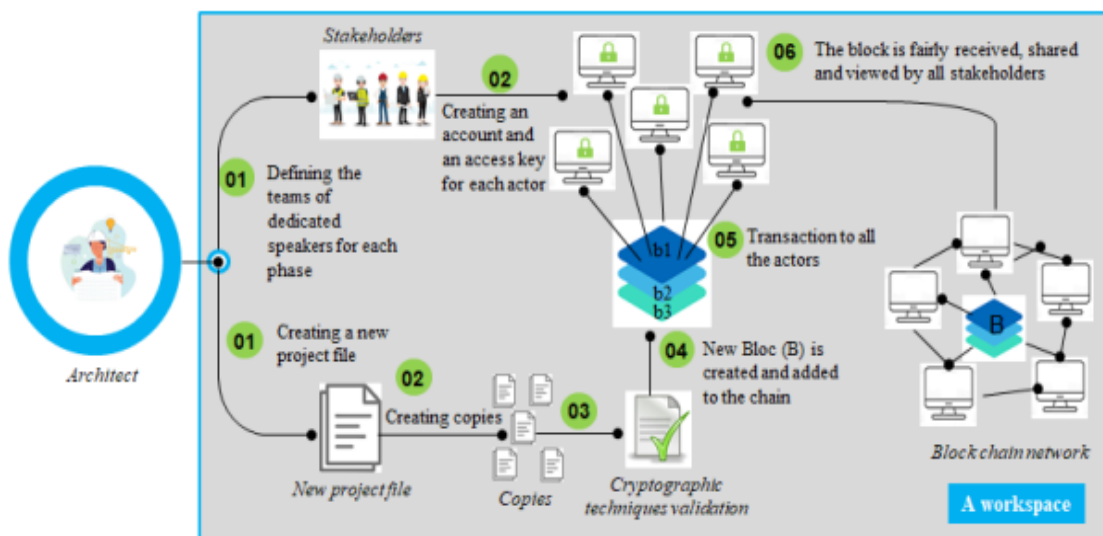 Stakeholders
02
Creating an
account and
an access key
for each actor
06
The block is fairly received, shared
and viewed by all stakeholders
01
Defining the
teams of
dedicated
speakers for each
phase
Architect
b1
b2
b3
05
Transaction to all
the actors
01
Creating a new
project file
02
Creating copies
03
04
New Bloc (B) is
created and added
to the chain
B
New project file
Copies
Cryptographic
techniques validation
Block chain network
A workspace